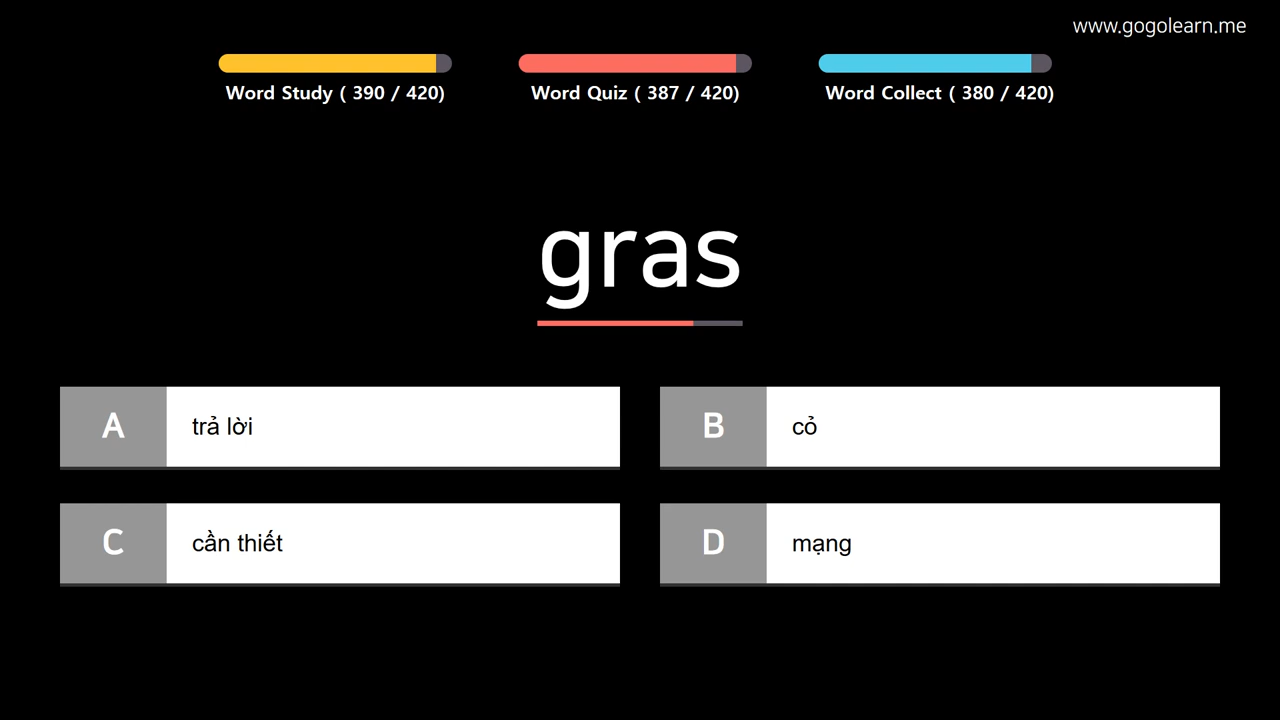 www.gogolearn.me
Word Study ( 390 / 420)
Word Quiz ( 387 / 420)
Word Collect ( 380 / 420)
gras
A trả lời
B cỏ
C cần thiết
D mạng